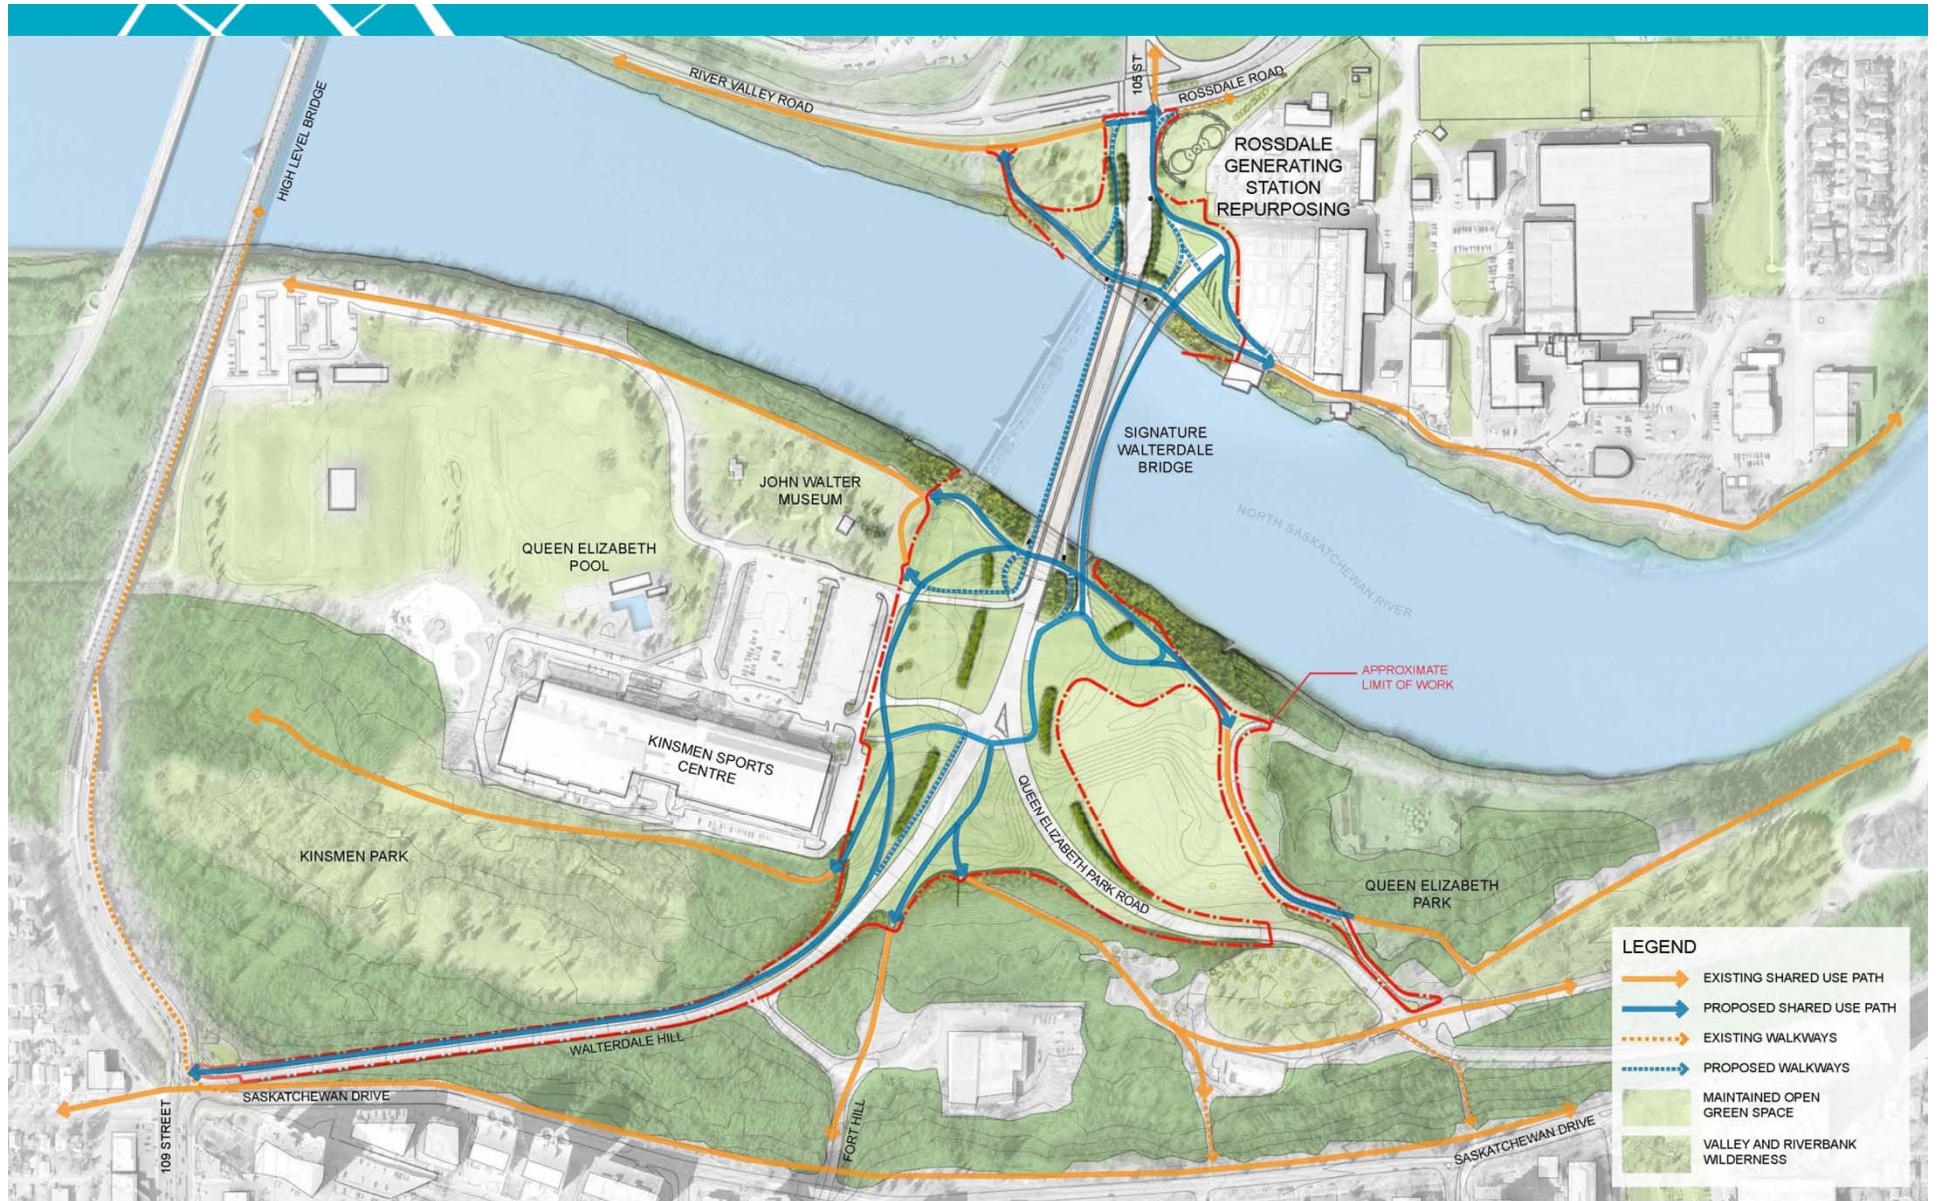 105 ST
RIVER VALLEY ROAD
ROSSDALE ROAD
HIGH LEVEL BRIDGE
ROSSDALE
GENERATING
STATION
REPURPOSING
SIGNATURE
WALTERDALE
BRIDGE
JOHN WALTER
MUSEUM
NORTH SASKATCHEWAN
RIVER
QUEEN ELIZABETH
POOL
APPROXIMATE
LIMIT OF WORK
KINSMEN SPORTS
CENTRE
QUEEN ELIZABETH PARK ROAD
KINSMEN PARK
QUEEN ELIZABETH
PARK
WALTERDALE HILL
SASKATCHEWAN DRIVE
109 STREET
FORT HILL
SASKATCHEWAN DRIVE
LEGEND
EXISTING SHARED USE PATH
PROPOSED SHARED USE PATH
EXISTING WALKWAYS
PROPOSED WALKWAYS
MAINTAINED OPEN
GREEN SPACE
VALLEY AND RIVERBANK
WILDERNESS